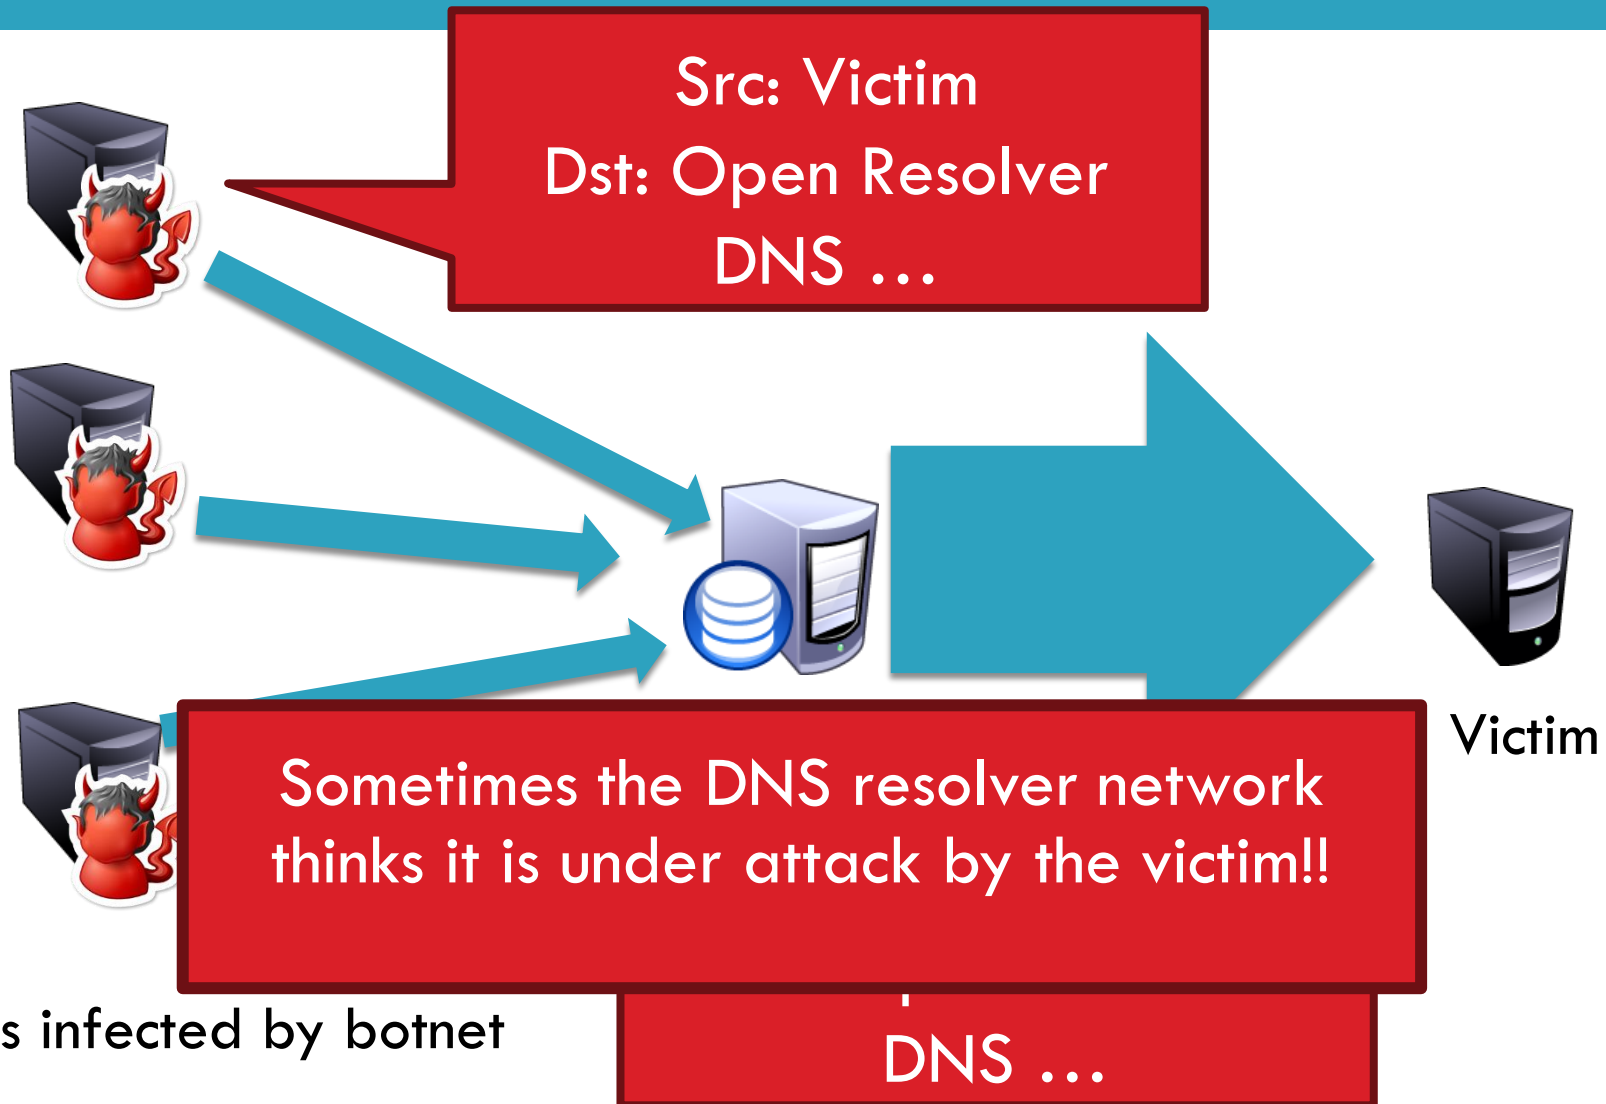 Src: Victim
Dst: Open Resolver
DNS ...
Victim
Sometimes the DNS resolver network
thinks it is under attack by the victim!!
s infected by botnet
DNS ...